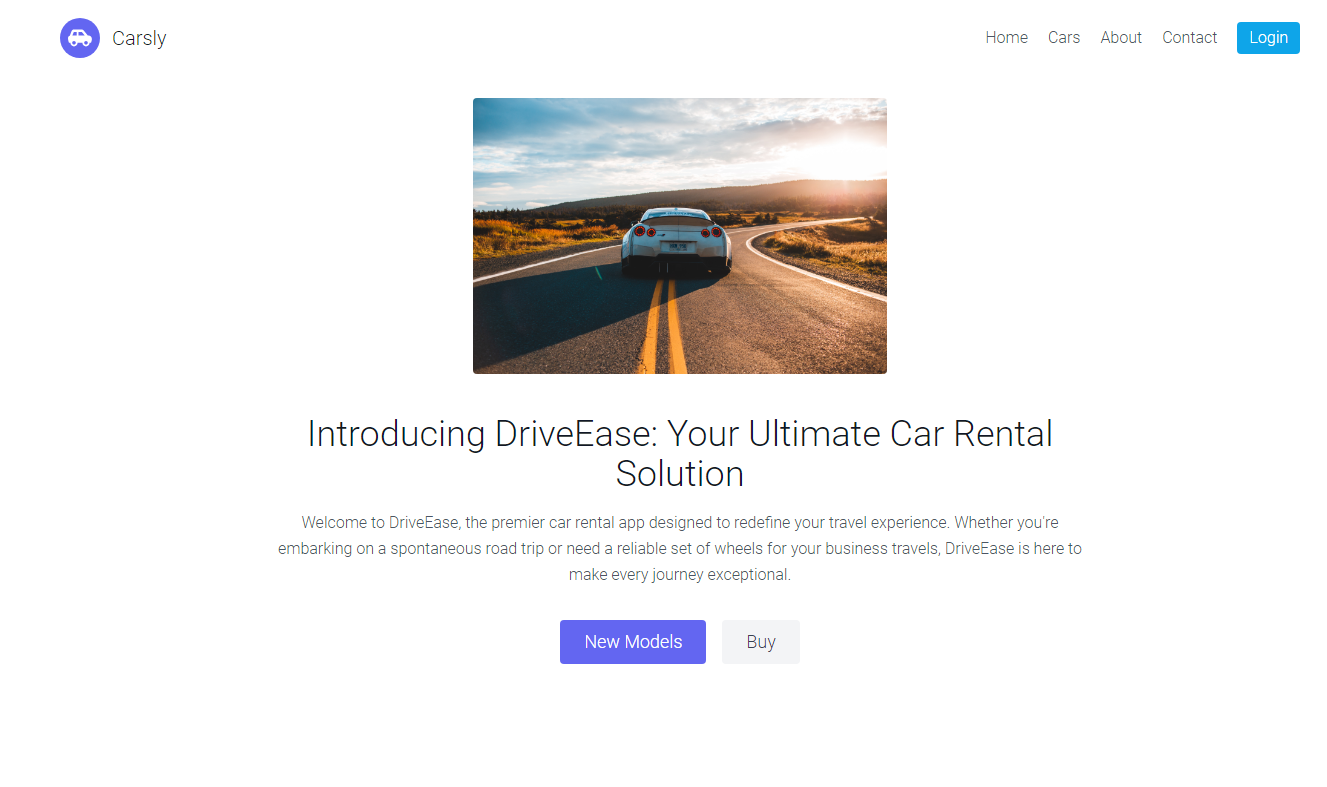 Carsly
Home Cars About Contact Login
Introducing DriveEase: Your Ultimate Car Rental
Solution
Welcome to DriveEase, the premier car rental app designed to redefine your travel experience. Whether you're
embarking on a spontaneous road trip or need a reliable set of wheels for your business travels, DriveEase is here to
make every journey exceptional.
New Models Buy